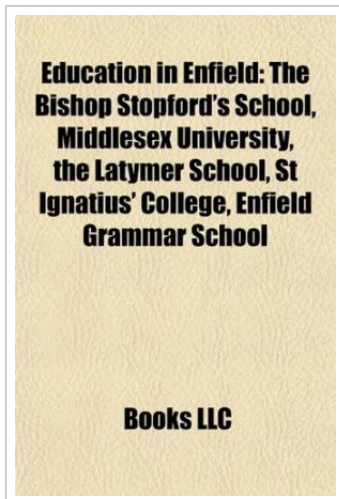 Education in Enfield: The
Bishop Stopford's School,
Middlesex University,
the Latymer School, St
Ignatius' College, Enfield
Grammar School
Books LLC